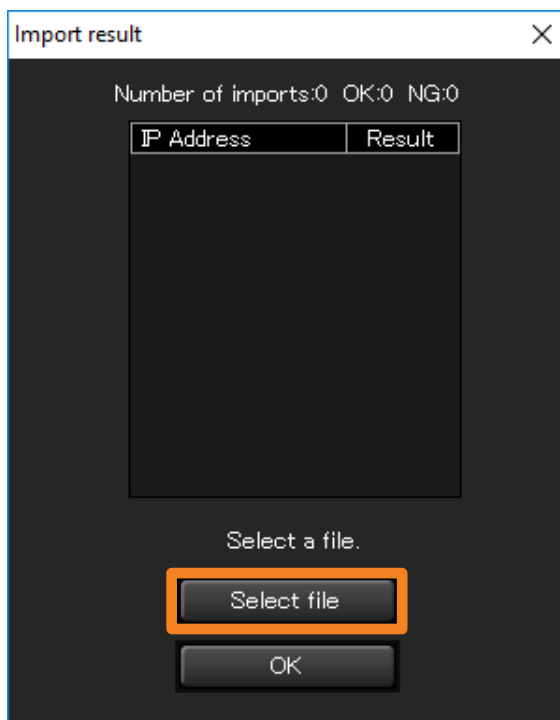 Import result
Number of imports:0 OK:0 NG:0
IP Address Result
Select a file.
Select file
OK